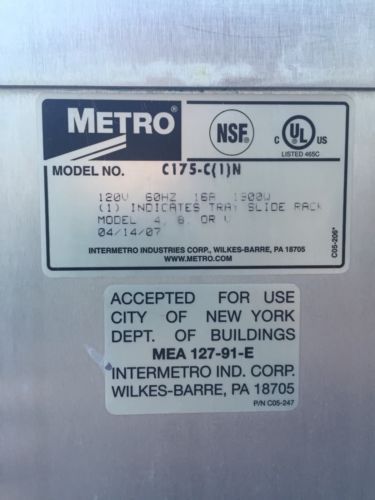 METRO®
NSF®
C UL® US
LISTED 465C
MODEL NO. C175-C(1)N
120V 60HZ 16A 1900W
(1) INDICATES TRAY SLIDE RACK
MODEL 4, 8, OR V
04/14/07
INTERMETRO INDUSTRIES CORP., WILKES-BARRE, PA 18705
WWW.METRO.COM
C05-206*
ACCEPTED FOR USE
CITY OF NEW YORK
DEPT. OF BUILDINGS
MEA 127-91-E
INTERMETRO IND. CORP.
WILKES-BARRE, PA 18705
P/N C05-247